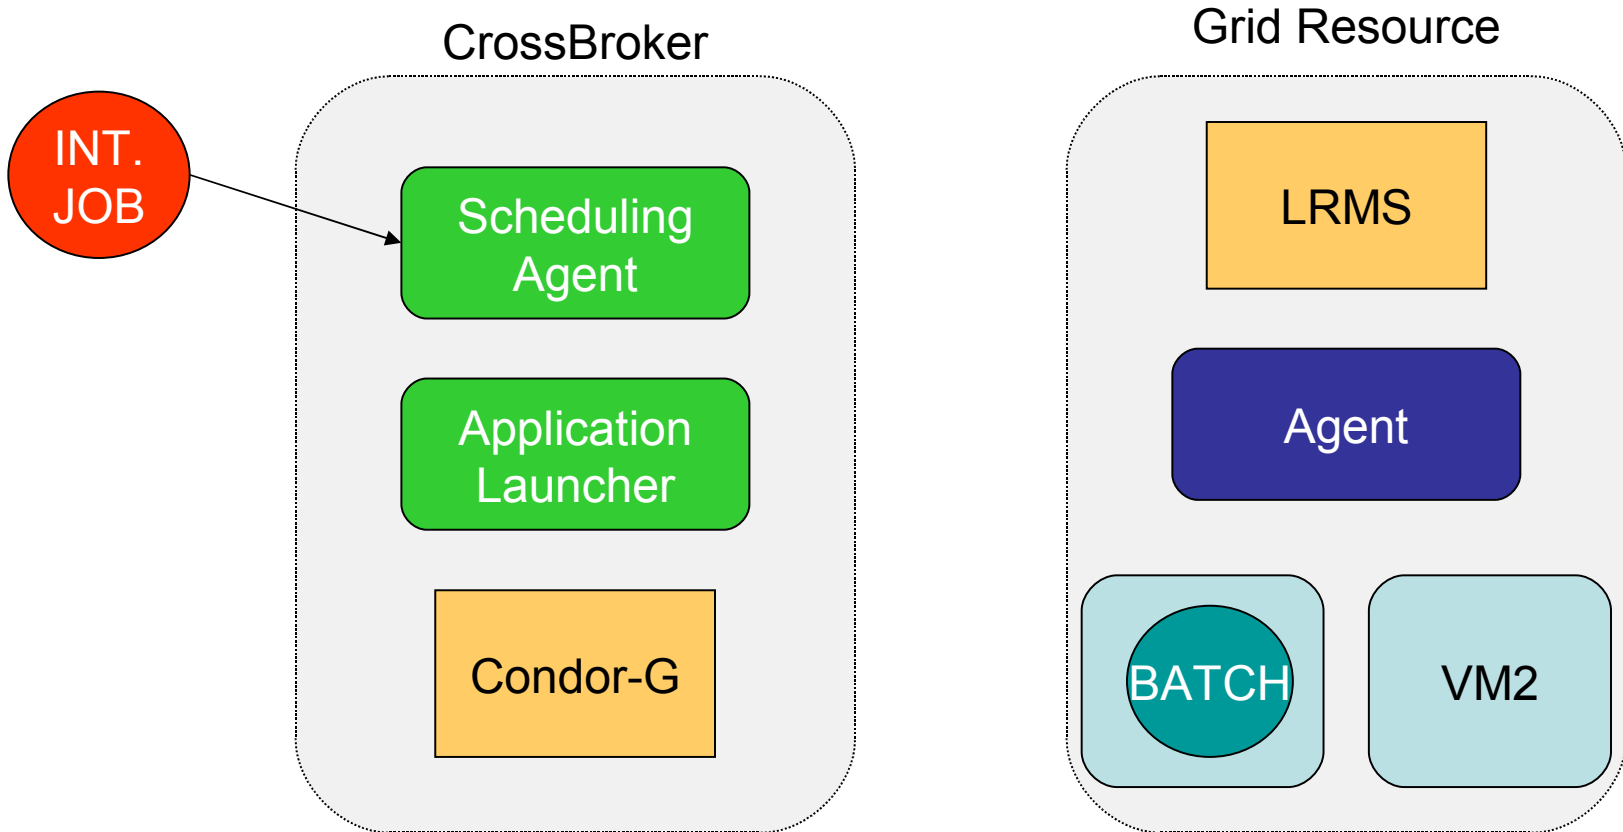 CrossBroker
Grid Resource
INT.
JOB
Scheduling
Agent
Application
Launcher
Condor-G
LRMS
Agent
BATCH
VM2